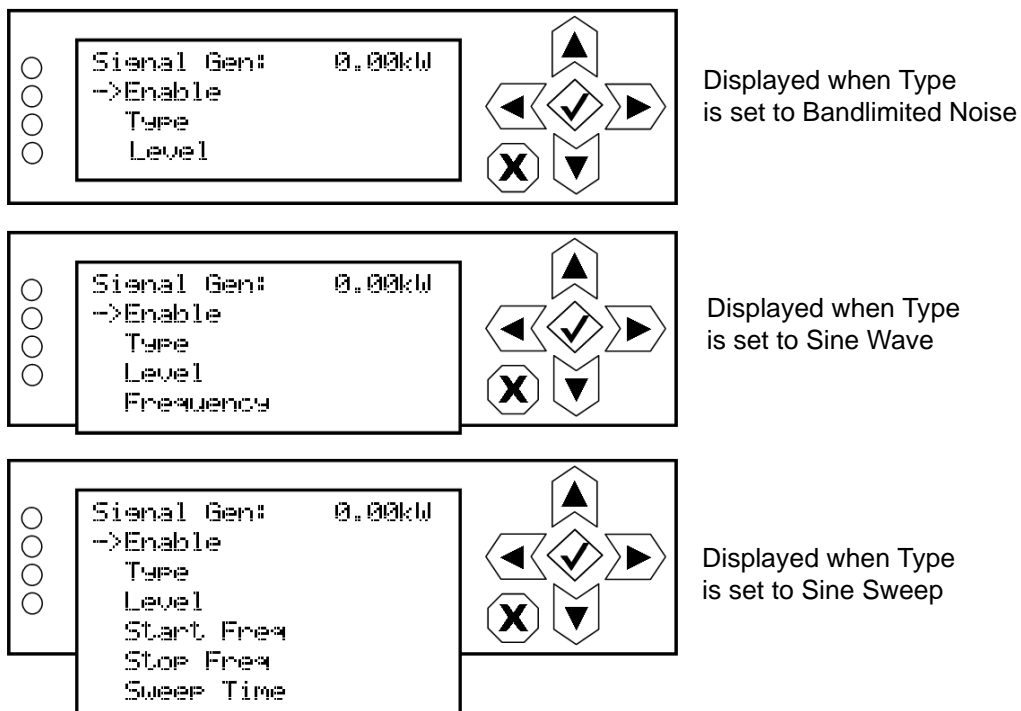 Signal Gen: 0.00kW
->Enable
Type
Level
Displayed when Type
is set to Bandlimited Noise
X
Signal Gen: 0.00kW
->Enable
Type
Level
Frequency
Displayed when Type
is set to Sine Wave
X
Signal Gen: 0.00kW
->Enable
Type
Level
Start Freq
Stop Freq
Sweep Time
Displayed when Type
is set to Sine Sweep
X